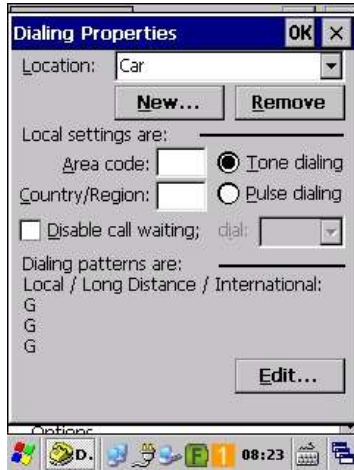 Dialing Properties OK ×
Location: Car
New... Remove
Local settings are:
Area code: Tone dialing
Country/Region: Pulse dialing
Disable call waiting; dial:
Dialing patterns are:
Local / Long Distance / International:
G
G
G
Edit...
Options
D. F 1 08:23